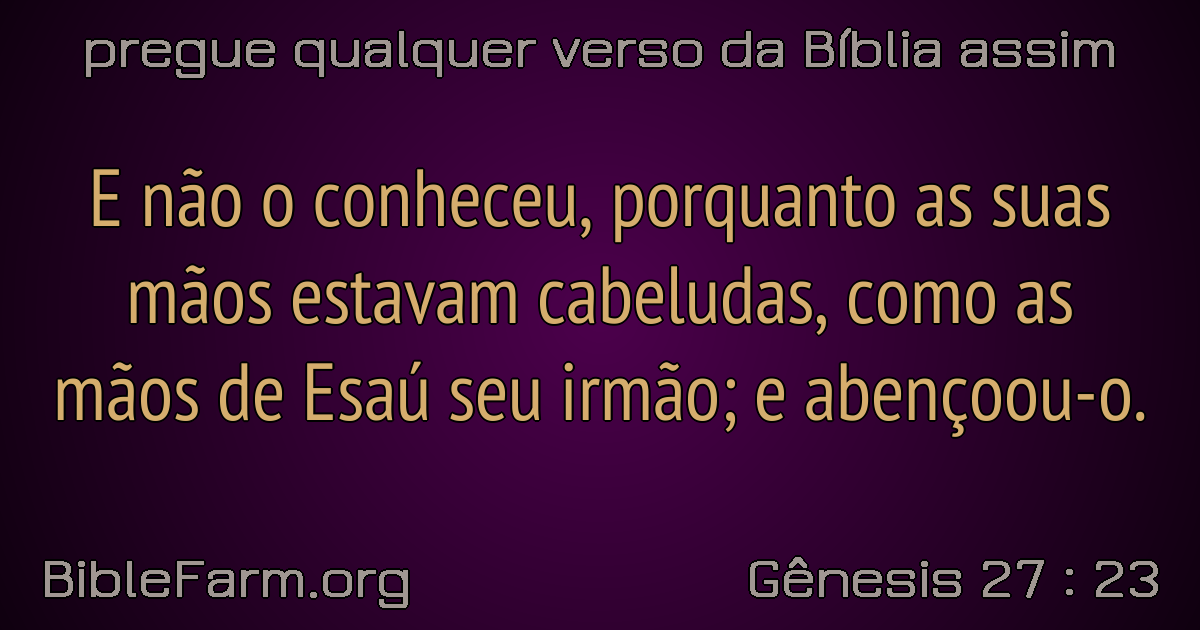 pregue qualquer verso da Bíblia assim
E não o conheceu, porquanto as suas
mãos estavam cabeludas, como as
mãos de Esaú seu irmão; e abençoou-o.
BibleFarm.org
Gênesis 27 : 23